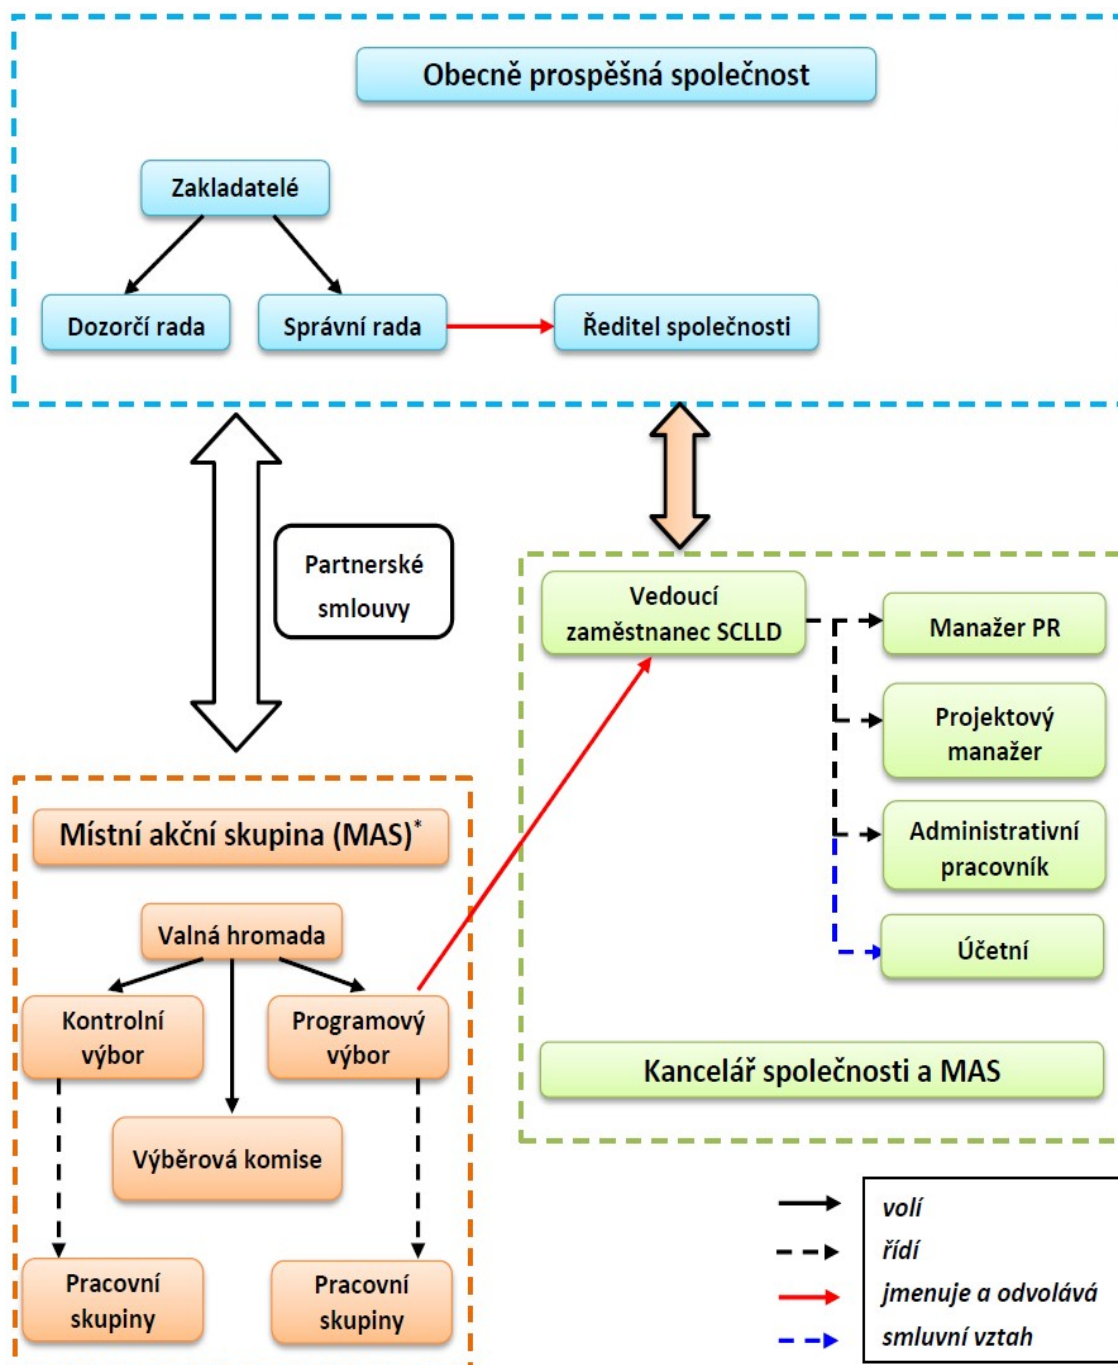 Obecně prospěšná společnost
Zakladatelé
Dozorčí rada
Správní rada
Ředitel společnosti
Partnerské
smlouvy
Vedoucí
zaměstnanec SCLLD
Manažer PR
Projektový
manažer
Administrativní
pracovník
Účetní
Kancelář společnosti a MAS
Místní akční skupina (MAS)*
Valná hromada
Kontrolní
výbor
Programový
výbor
Výběrová komise
Pracovní
skupiny
Pracovní
skupiny
volí
řídí
jmenuje a odvolává
smluvní vztah